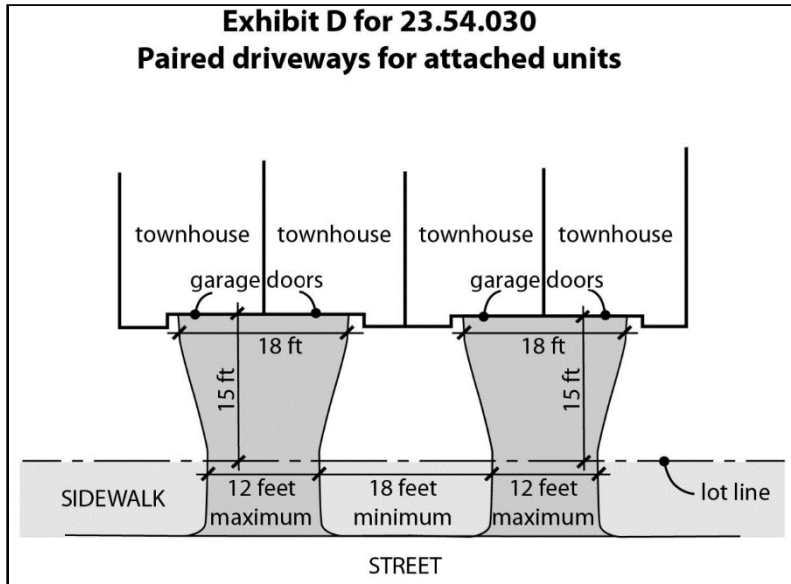 Exhibit D for 23.54.030
Paired driveways for attached units
townhouse townhouse townhouse townhouse
garage doors garage doors
18 ft 18 ft
15 ft 15 ft
12 feet maximum
18 feet minimum
12 feet maximum
lot line
SIDEWALK
STREET